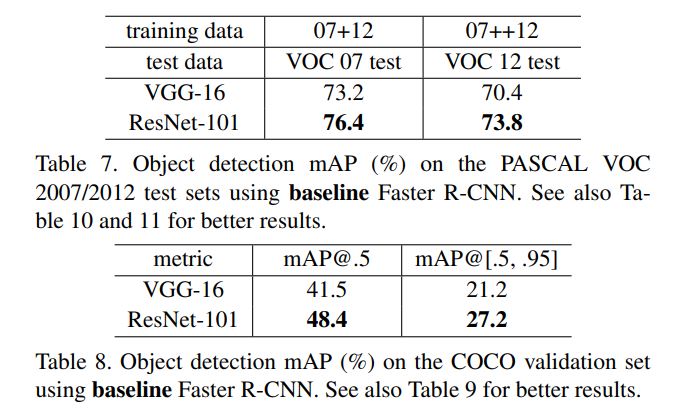 training data 07+12 07++12
test data VOC 07 test VOC 12 test
VGG-16 73.2 70.4
ResNet-101 76.4 73.8
Table 7. Object detection mAP (%) on the PASCAL VOC
2007/2012 test sets using baseline Faster R-CNN. See also Ta-
ble 10 and 11 for better results.
metric mAP@.5 mAP@[.5, .95]
VGG-16 41.5 21.2
ResNet-101 48.4 27.2
Table 8. Object detection mAP (%) on the COCO validation set
using baseline Faster R-CNN. See also Table 9 for better results.